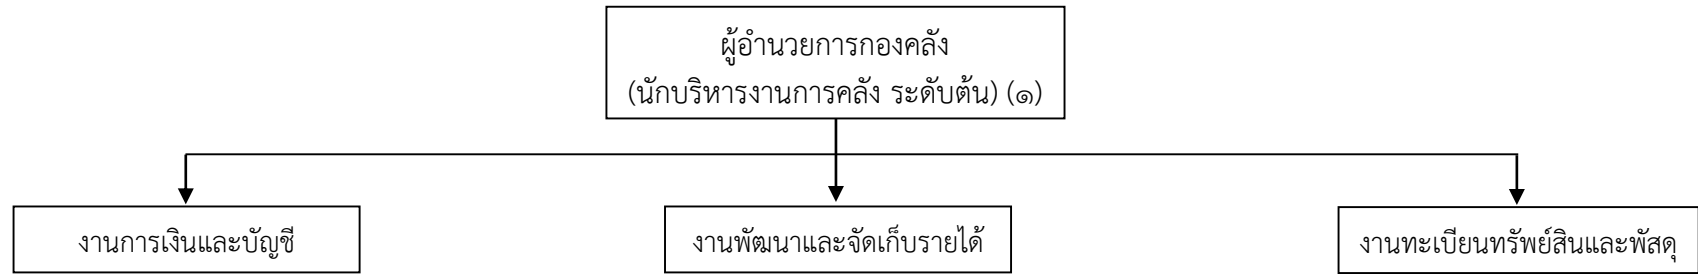 ผู้อำนวยการกองคลัง
(นักบริหารงานการคลัง ระดับต้น) (๑)
งานการเงินและบัญชี
งานพัฒนาและจัดเก็บรายได้
งานทะเบียนทรัพย์สินและพัสดุ